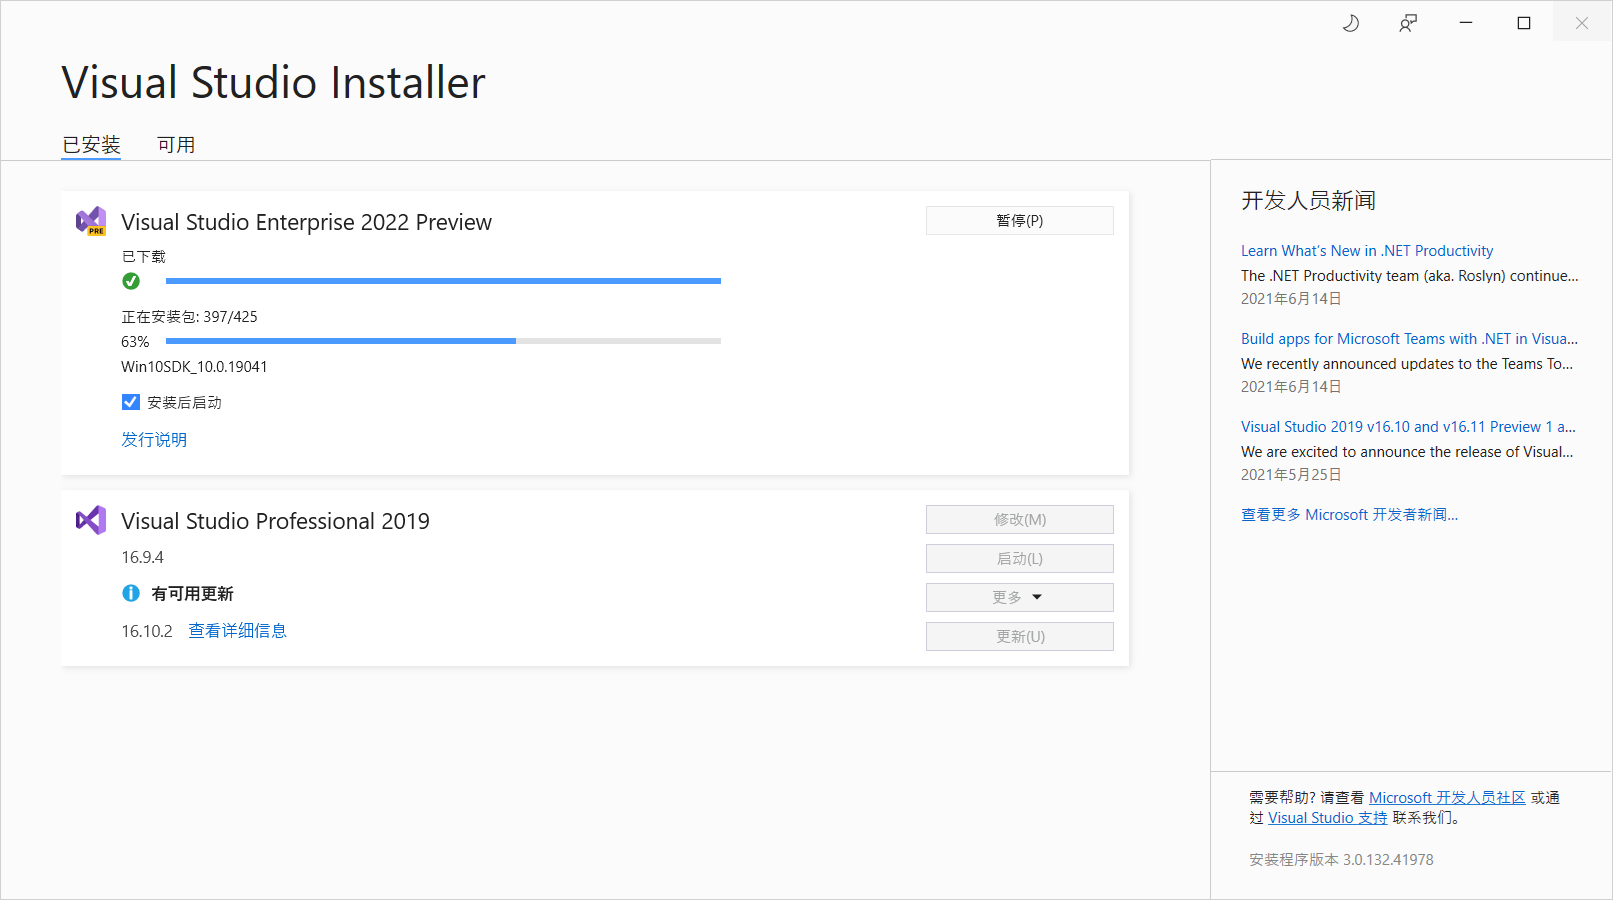 Visual Studio Installer
已安装 可用
Visual Studio Enterprise 2022 Preview
暂停(P)
PRE
已下载
正在安装包: 397/425
63%
Win10SDK_10.0.19041
安装后启动
发行说明
Visual Studio Professional 2019
修改(M)
16.9.4
启动(L)
有可用更新
更多
16.10.2 查看详细信息
更新(U)
开发人员新闻
Learn What's New in .NET Productivity
The .NET Productivity team (aka. Roslyn) continue...
2021年6月14日
Build apps for Microsoft Teams with .NET in Visua...
We recently announced updates to the Teams To...
2021年6月14日
Visual Studio 2019 v16.10 and v16.11 Preview 1 a...
We are excited to announce the release of Visual...
2021年5月25日
查看更多 Microsoft 开发者新闻...
需要帮助? 请查看 Microsoft 开发人员社区 或通
过 Visual Studio 支持 联系我们。
安装程序版本 3.0.132.41978